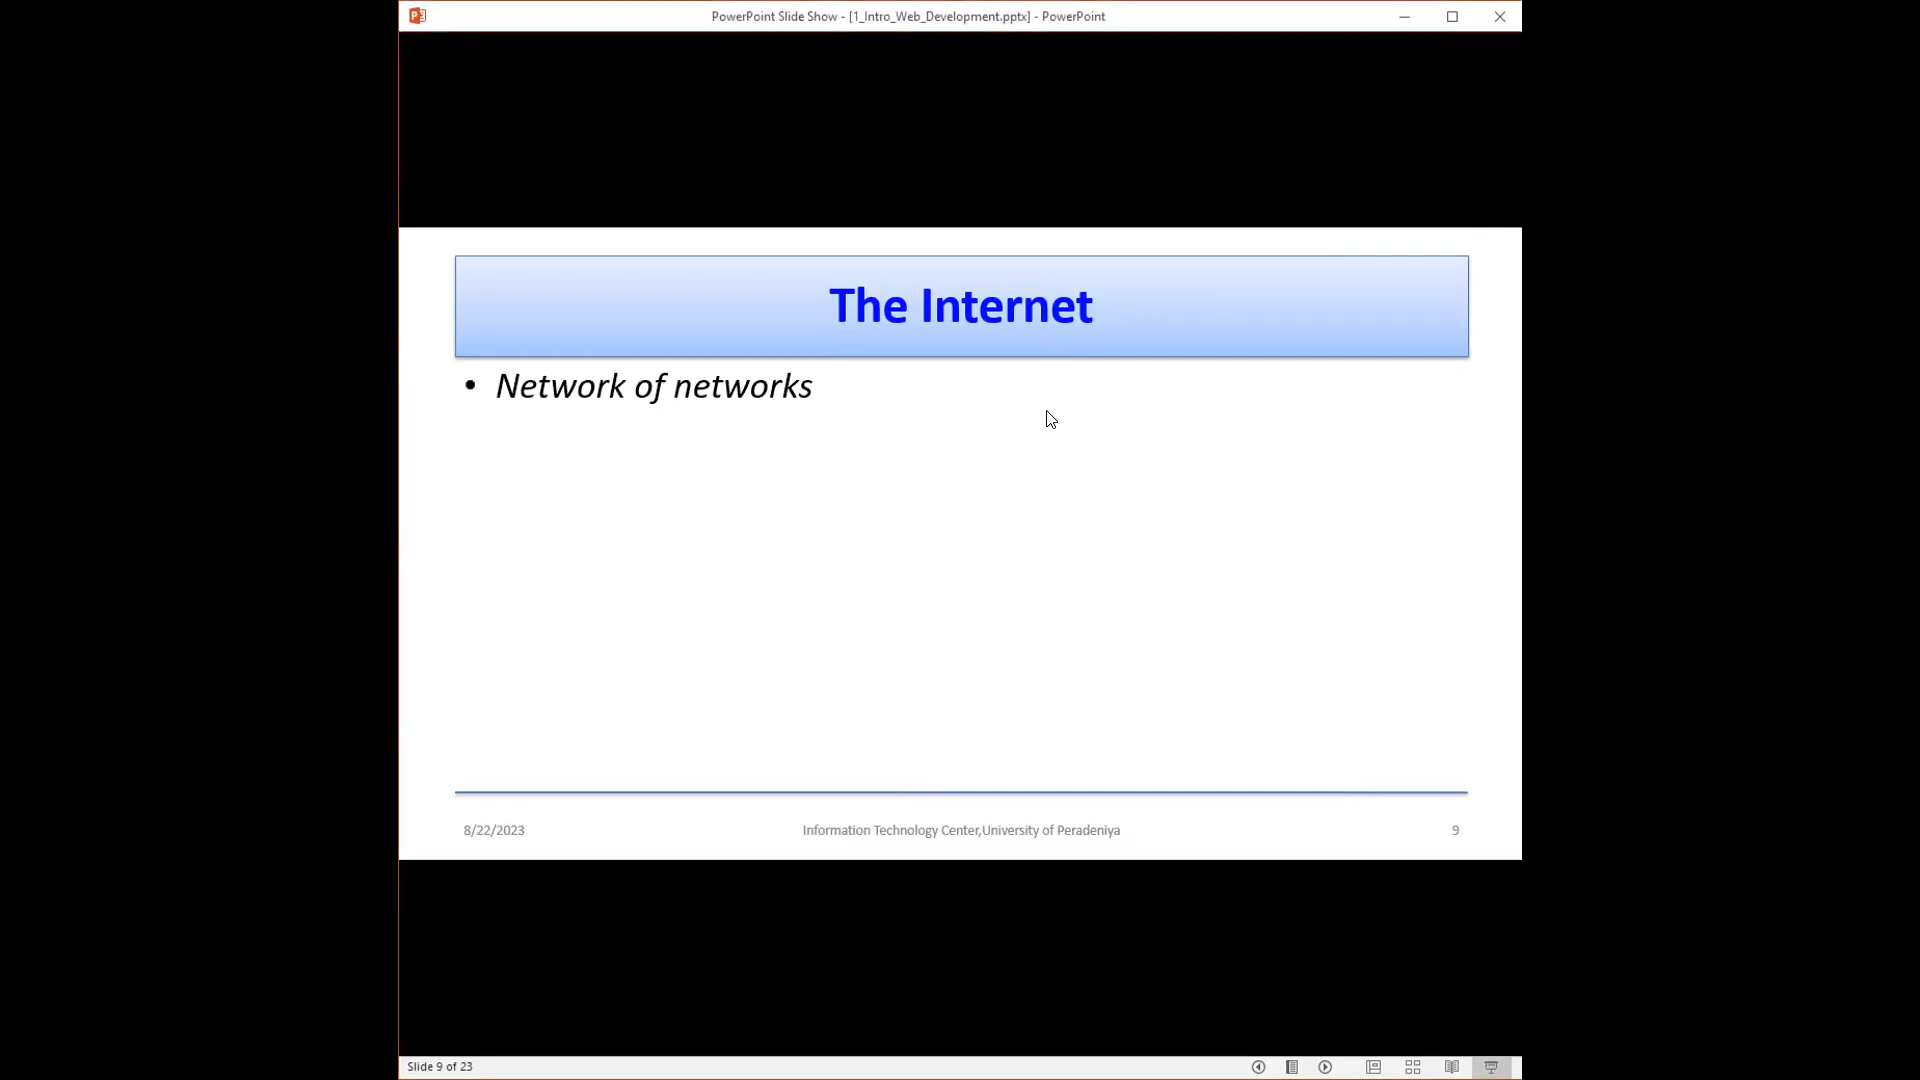 PowerPoint Slide Show - [1_Intro_Web_Development.pptx] - PowerPoint
The Internet
• Network of networks
8/22/2023
Information Technology Center,University of Peradeniya
9
Slide 9 of 23